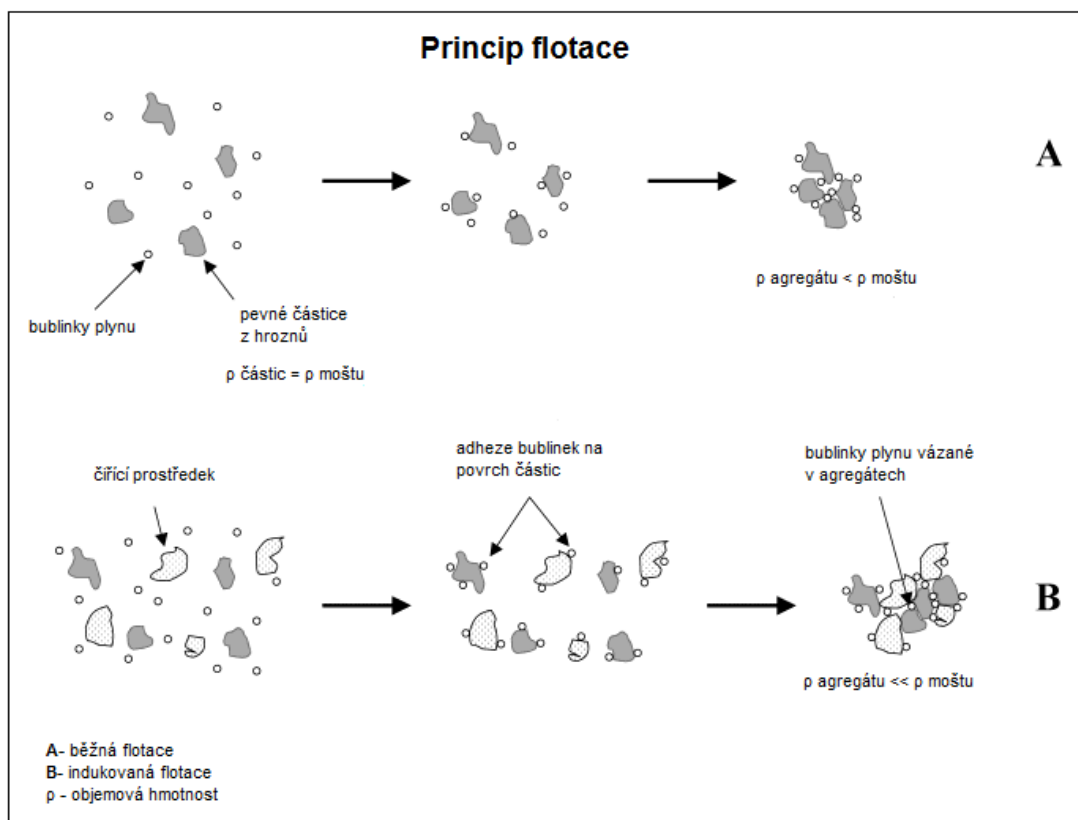 Princip flotace
A
bublinky plynu
pevné částice
z hroznů
ρ částic = ρ moštu
ρ agregátu < ρ moštu
čiřící prostředek
adheze bublinek na
povrch částic
bublinky plynu vázané
v agregátech
B
ρ agregátu << ρ moštu
A- běžná flotace
B- indukovaná flotace
ρ - objemová hmotnost